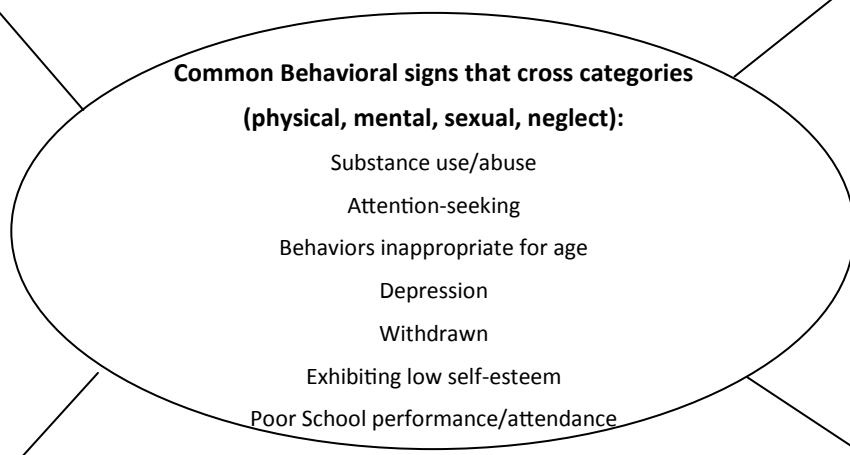 Common Behavioral signs that cross categories
(physical, mental, sexual, neglect):
Substance use/abuse
Attention-seeking
Behaviors inappropriate for age
Depression
Withdrawn
Exhibiting low self-esteem
Poor School performance/attendance